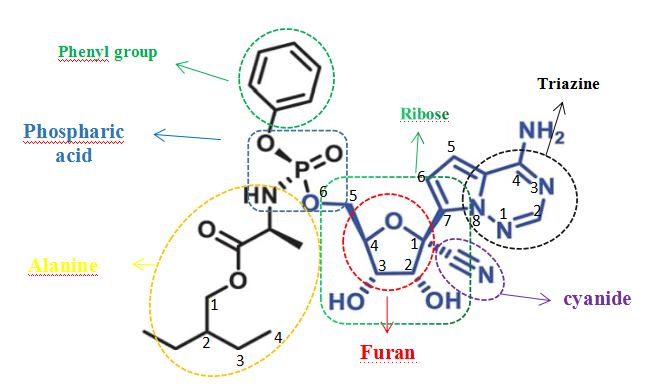 Phenyl group
Triazine
Ribose
Phospharic
acid
NH2
O
P
O
HN
O
6
5
5
6
4
N
3
N
1
N
2
8
7
O
1
4
3
2
N
HO
OH
O
O
Alanine
1
2
3
4
cyanide
Furan